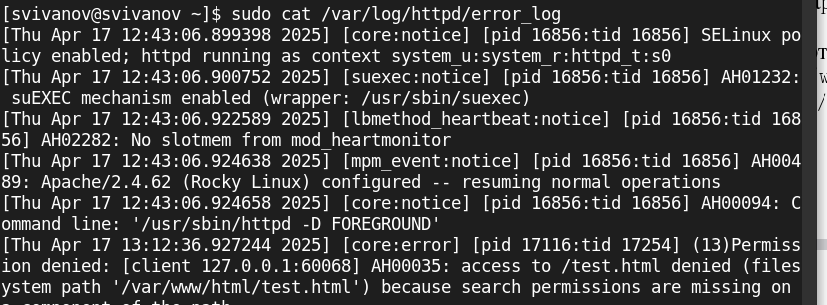 [svivanov@svivanov ~]$ sudo cat /var/log/httpd/error_log
[Thu Apr 17 12:43:06.899398 2025] [core:notice] [pid 16856:tid 16856] SELinux po
licy enabled; httpd running as context system_u:system_r:httpd_t:s0
[Thu Apr 17 12:43:06.900752 2025] [suexec:notice] [pid 16856:tid 16856] AH01232:
 suEXEC mechanism enabled (wrapper: /usr/sbin/suexec)
[Thu Apr 17 12:43:06.922589 2025] [lbmethod_heartbeat:notice] [pid 16856:tid 168
56] AH02282: No slotmem from mod_heartmonitor
[Thu Apr 17 12:43:06.924638 2025] [mpm_event:notice] [pid 16856:tid 16856] AH004
89: Apache/2.4.62 (Rocky Linux) configured -- resuming normal operations
[Thu Apr 17 12:43:06.924658 2025] [core:notice] [pid 16856:tid 16856] AH00094: C
ommand line: '/usr/sbin/httpd -D FOREGROUND'
[Thu Apr 17 13:12:36.927244 2025] [core:error] [pid 17116:tid 17254] (13)Permiss
ion denied: [client 127.0.0.1:60068] AH00035: access to /test.html denied (files
ystem path '/var/www/html/test.html') because search permissions are missing on
a component of the path